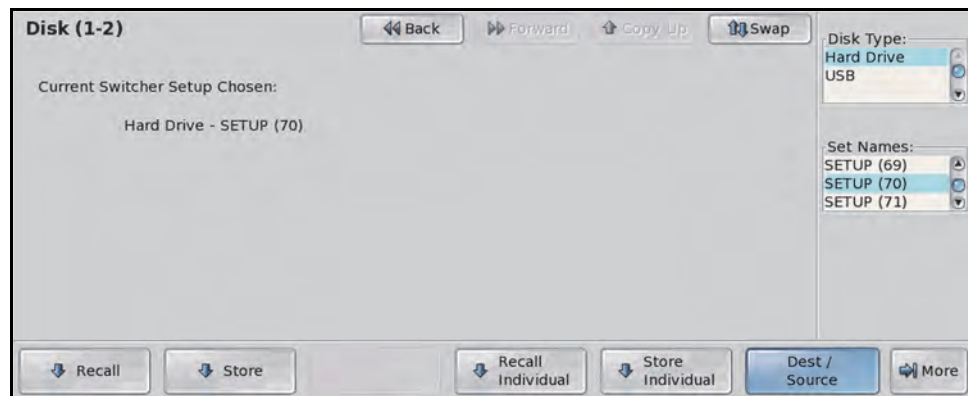 Disk (1-2)
Back
Forward
Copy Up
Swap
Current Switcher Setup Chosen:
Hard Drive - SETUP (70)
Disk Type:
Hard Drive
USB
Set Names:
SETUP (69)
SETUP (70)
SETUP (71)
Recall
Store
Recall
Individual
Store
Individual
Dest /
Source
More